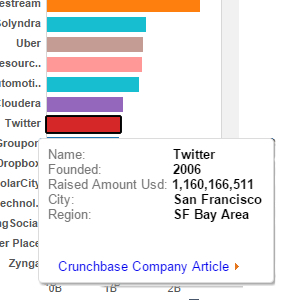 estream
Solyndra
Uber
esourc..
utomoti..
Cloudera
Twitter
Groupon
Dropbox
olarCity
echnol..
ngSocial
er Place
Zynga
Name: Twitter
Founded: 2006
Raised Amount Usd: 1,160,166,511
City: San Francisco
Region: SF Bay Area
Crunchbase Company Article
0B 1B 2B